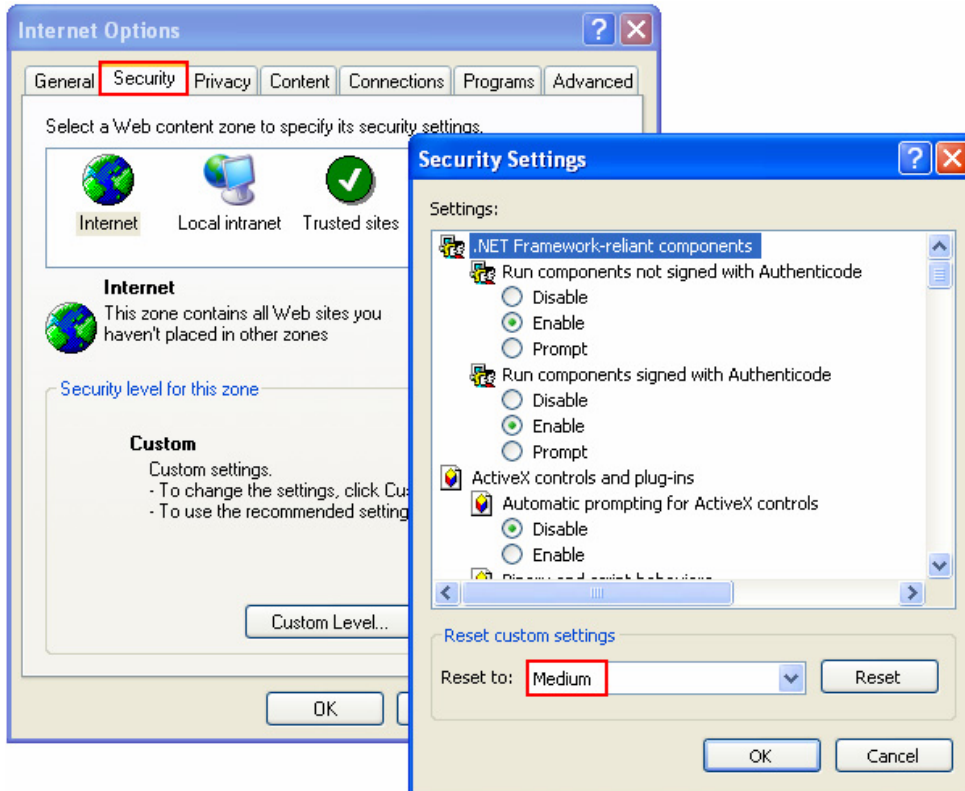 Internet Options
General Security Privacy Content Connections Programs Advanced
Select a Web content zone to specify its security settings.
Internet Local intranet Trusted sites
Internet
This zone contains all Web sites you
haven't placed in other zones
Security level for this zone
Custom
Custom settings.
- To change the settings, click
- To use the recommended
Custom Level...
OK
Security Settings
Settings:
.NET Framework-reliant components
Run components not signed with Authenticode
Disable
Enable
Prompt
Run components signed with Authenticode
Disable
Enable
Prompt
ActiveX controls and plug-ins
Automatic prompting for ActiveX controls
Disable
Enable
Reset custom settings
Reset to: Medium Reset
OK Cancel